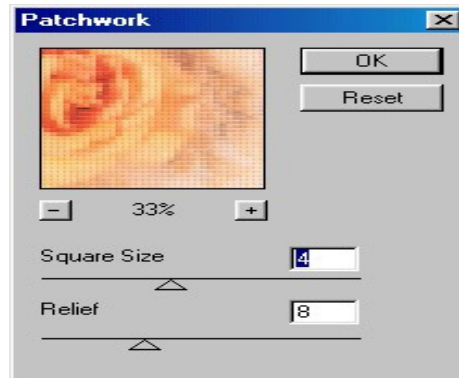 Patchwork
OK
Reset
- 33% +
Square Size 4
Relief 8